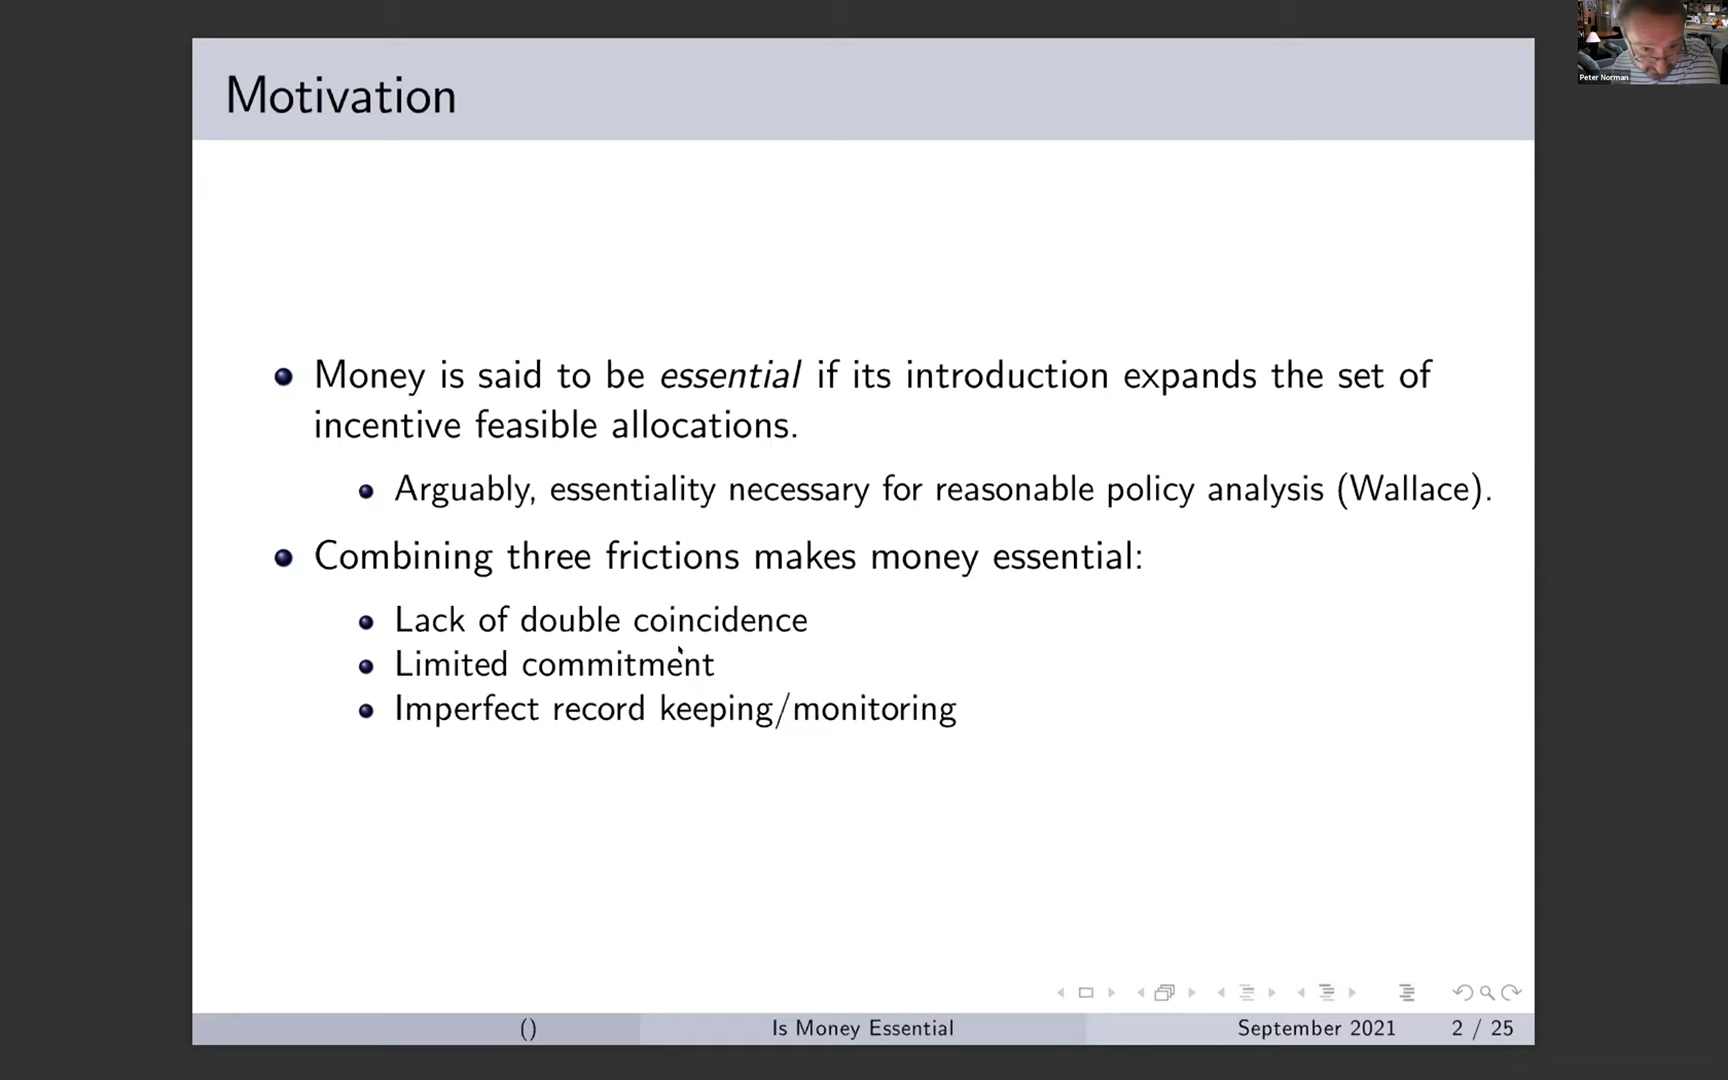 Peter Norman
Motivation
Money is said to be essential if its introduction expands the set of
incentive feasible allocations.
Arguably, essentiality necessary for reasonable policy analysis (Wallace).
Combining three frictions makes money essential:
Lack of double coincidence
Limited commitment
Imperfect record keeping/monitoring
() Is Money Essential September 2021 2 / 25